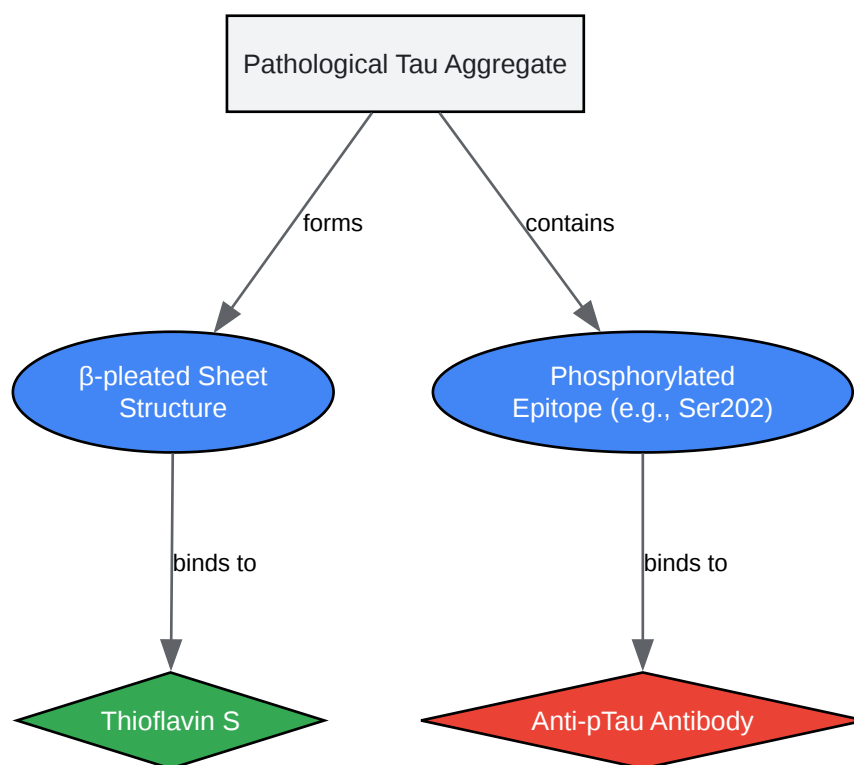 Pathological Tau Aggregate
forms
contains
β-pleated Sheet
Structure
Phosphorylated
Epitope (e.g., Ser202)
binds to
binds to
Thioflavin S
Anti-pTau Antibody